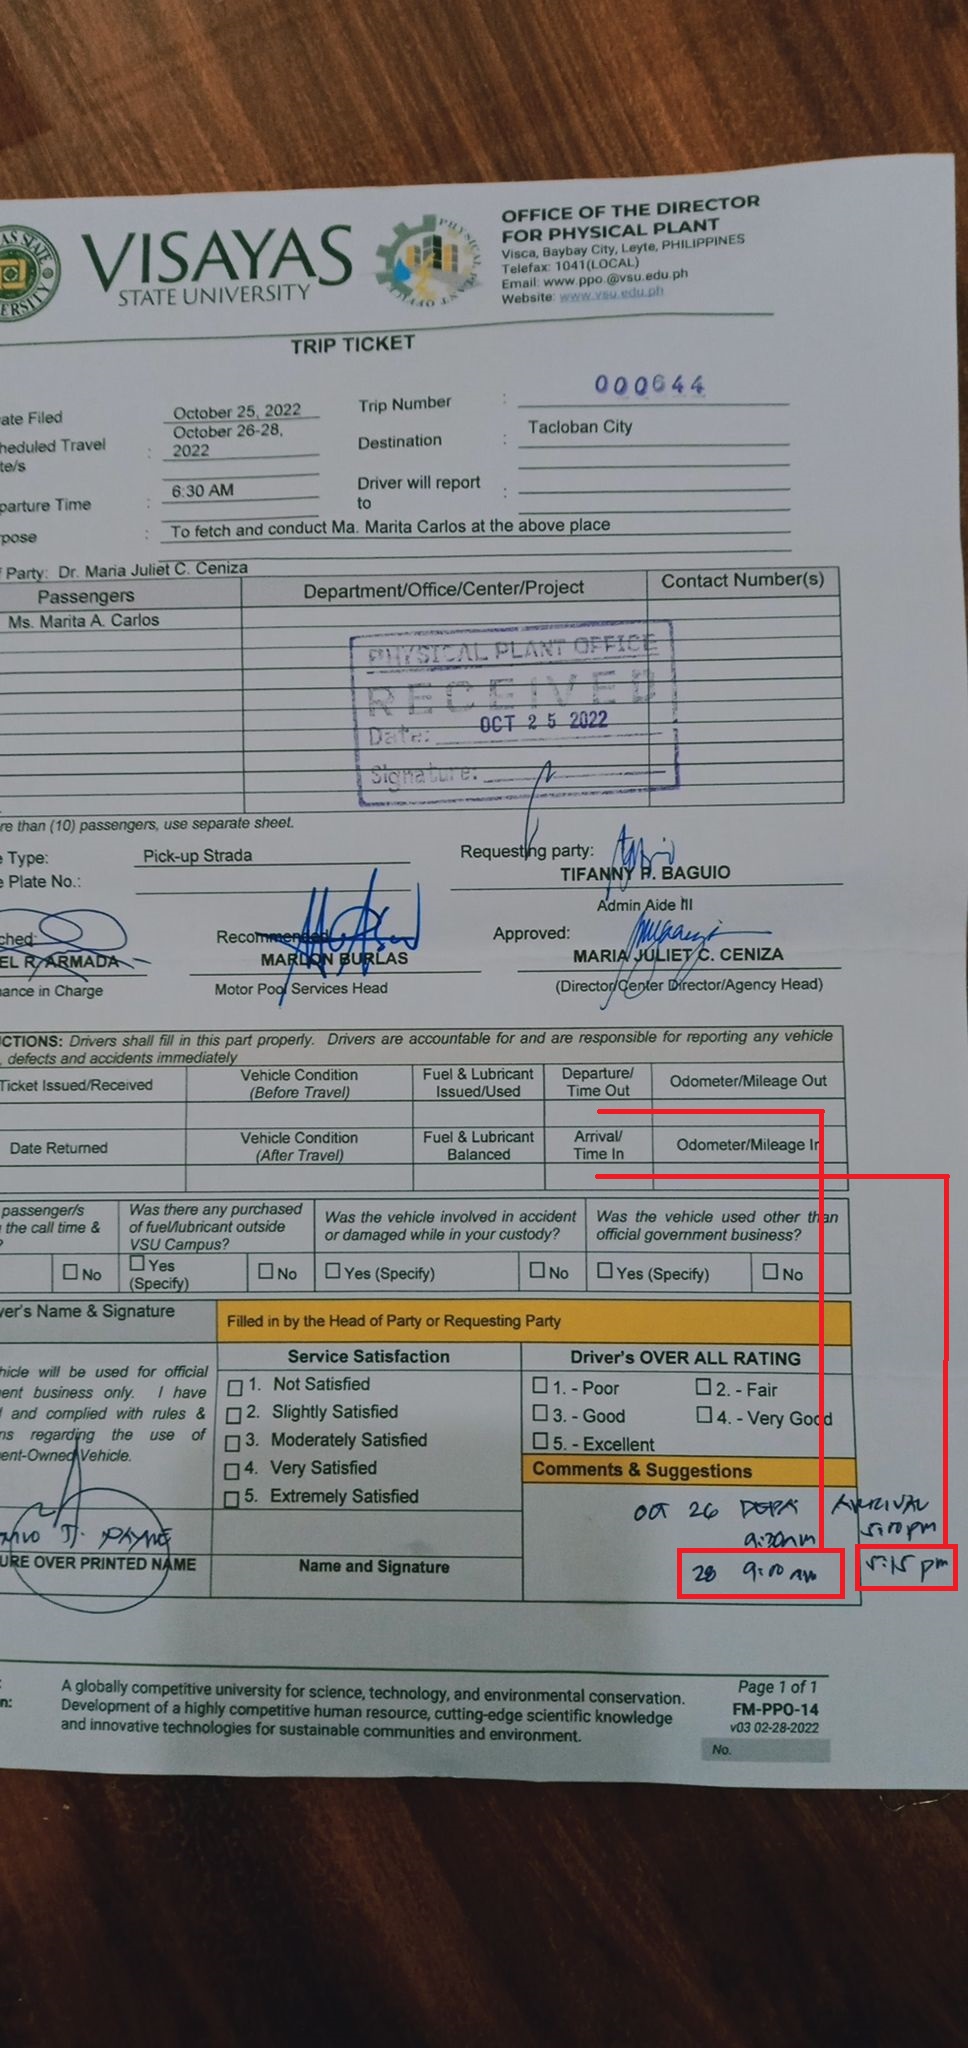 VISAYAS
STATE UNIVERSITY
OFFICE OF THE DIRECTOR
FOR PHYSICAL PLANT
Visca, Baybay City, Leyte, PHILIPPINES
Telefax: 1041(LOCAL)
Email: www.ppo.@vsu.edu.ph
Website: www.vsu.edu.ph
TRIP TICKET
ate Filed October 25, 2022 Trip Number : 000644
heduled Travel : October 26-28, Destination : Tacloban City
te/s 2022
parture Time : 6:30 AM Driver will report :
to
rpose : To fetch and conduct Ma. Marita Carlos at the above place
Party: Dr. Maria Juliet C. Ceniza
Passengers Department/Office/Center/Project Contact Number(s)
Ms. Marita A. Carlos
PHYSICAL PLANT OFFICE
RECEIVED
Date: OCT 25 2022
Signature:
re than (10) passengers, use separate sheet.
e Type: Pick-up Strada Requesting party:
e Plate No.: TIFANNY R. BAGUIO
Admin Aide III
ched: Recommended Approved:
EL R. ARMADA MARLON BURLAS MARIA JULIET C. CENIZA
nance in Charge Motor Pool Services Head (Director/Center Director/Agency Head)
CTIONS: Drivers shall fill in this part properly. Drivers are accountable for and are responsible for reporting any vehicle
, defects and accidents immediately
Ticket Issued/Received Vehicle Condition (Before Travel) Fuel & Lubricant Issued/Used Departure/ Time Out Odometer/Mileage Out
Date Returned Vehicle Condition (After Travel) Fuel & Lubricant Balanced Arrival/ Time In Odometer/Mileage In
passenger/s Was there any purchased Was the vehicle involved in accident Was the vehicle used other than
the call time & of fuel/lubricant outside or damaged while in your custody? official government business?
? VSU Campus?
No Yes (Specify) No Yes (Specify) No Yes (Specify) No
ver's Name & Signature Filled in by the Head of Party or Requesting Party
Service Satisfaction Driver's OVER ALL RATING
1. Not Satisfied 1. - Poor 2. - Fair
2. Slightly Satisfied 3. - Good 4. - Very Good
3. Moderately Satisfied 5. - Excellent
4. Very Satisfied Comments & Suggestions
5. Extremely Satisfied
hicle will be used for official
ent business only. I have
d and complied with rules &
ns regarding the use of
ent-Owned Vehicle.
OCT 26 DEPA ARRIVAL
9:30am 5:00pm
28 9:00 am 5:15 pm
URE OVER PRINTED NAME Name and Signature
: A globally competitive university for science, technology, and environmental conservation.
n: Development of a highly competitive human resource, cutting-edge scientific knowledge
and innovative technologies for sustainable communities and environment.
Page 1 of 1
FM-PPO-14
v03 02-28-2022
No.